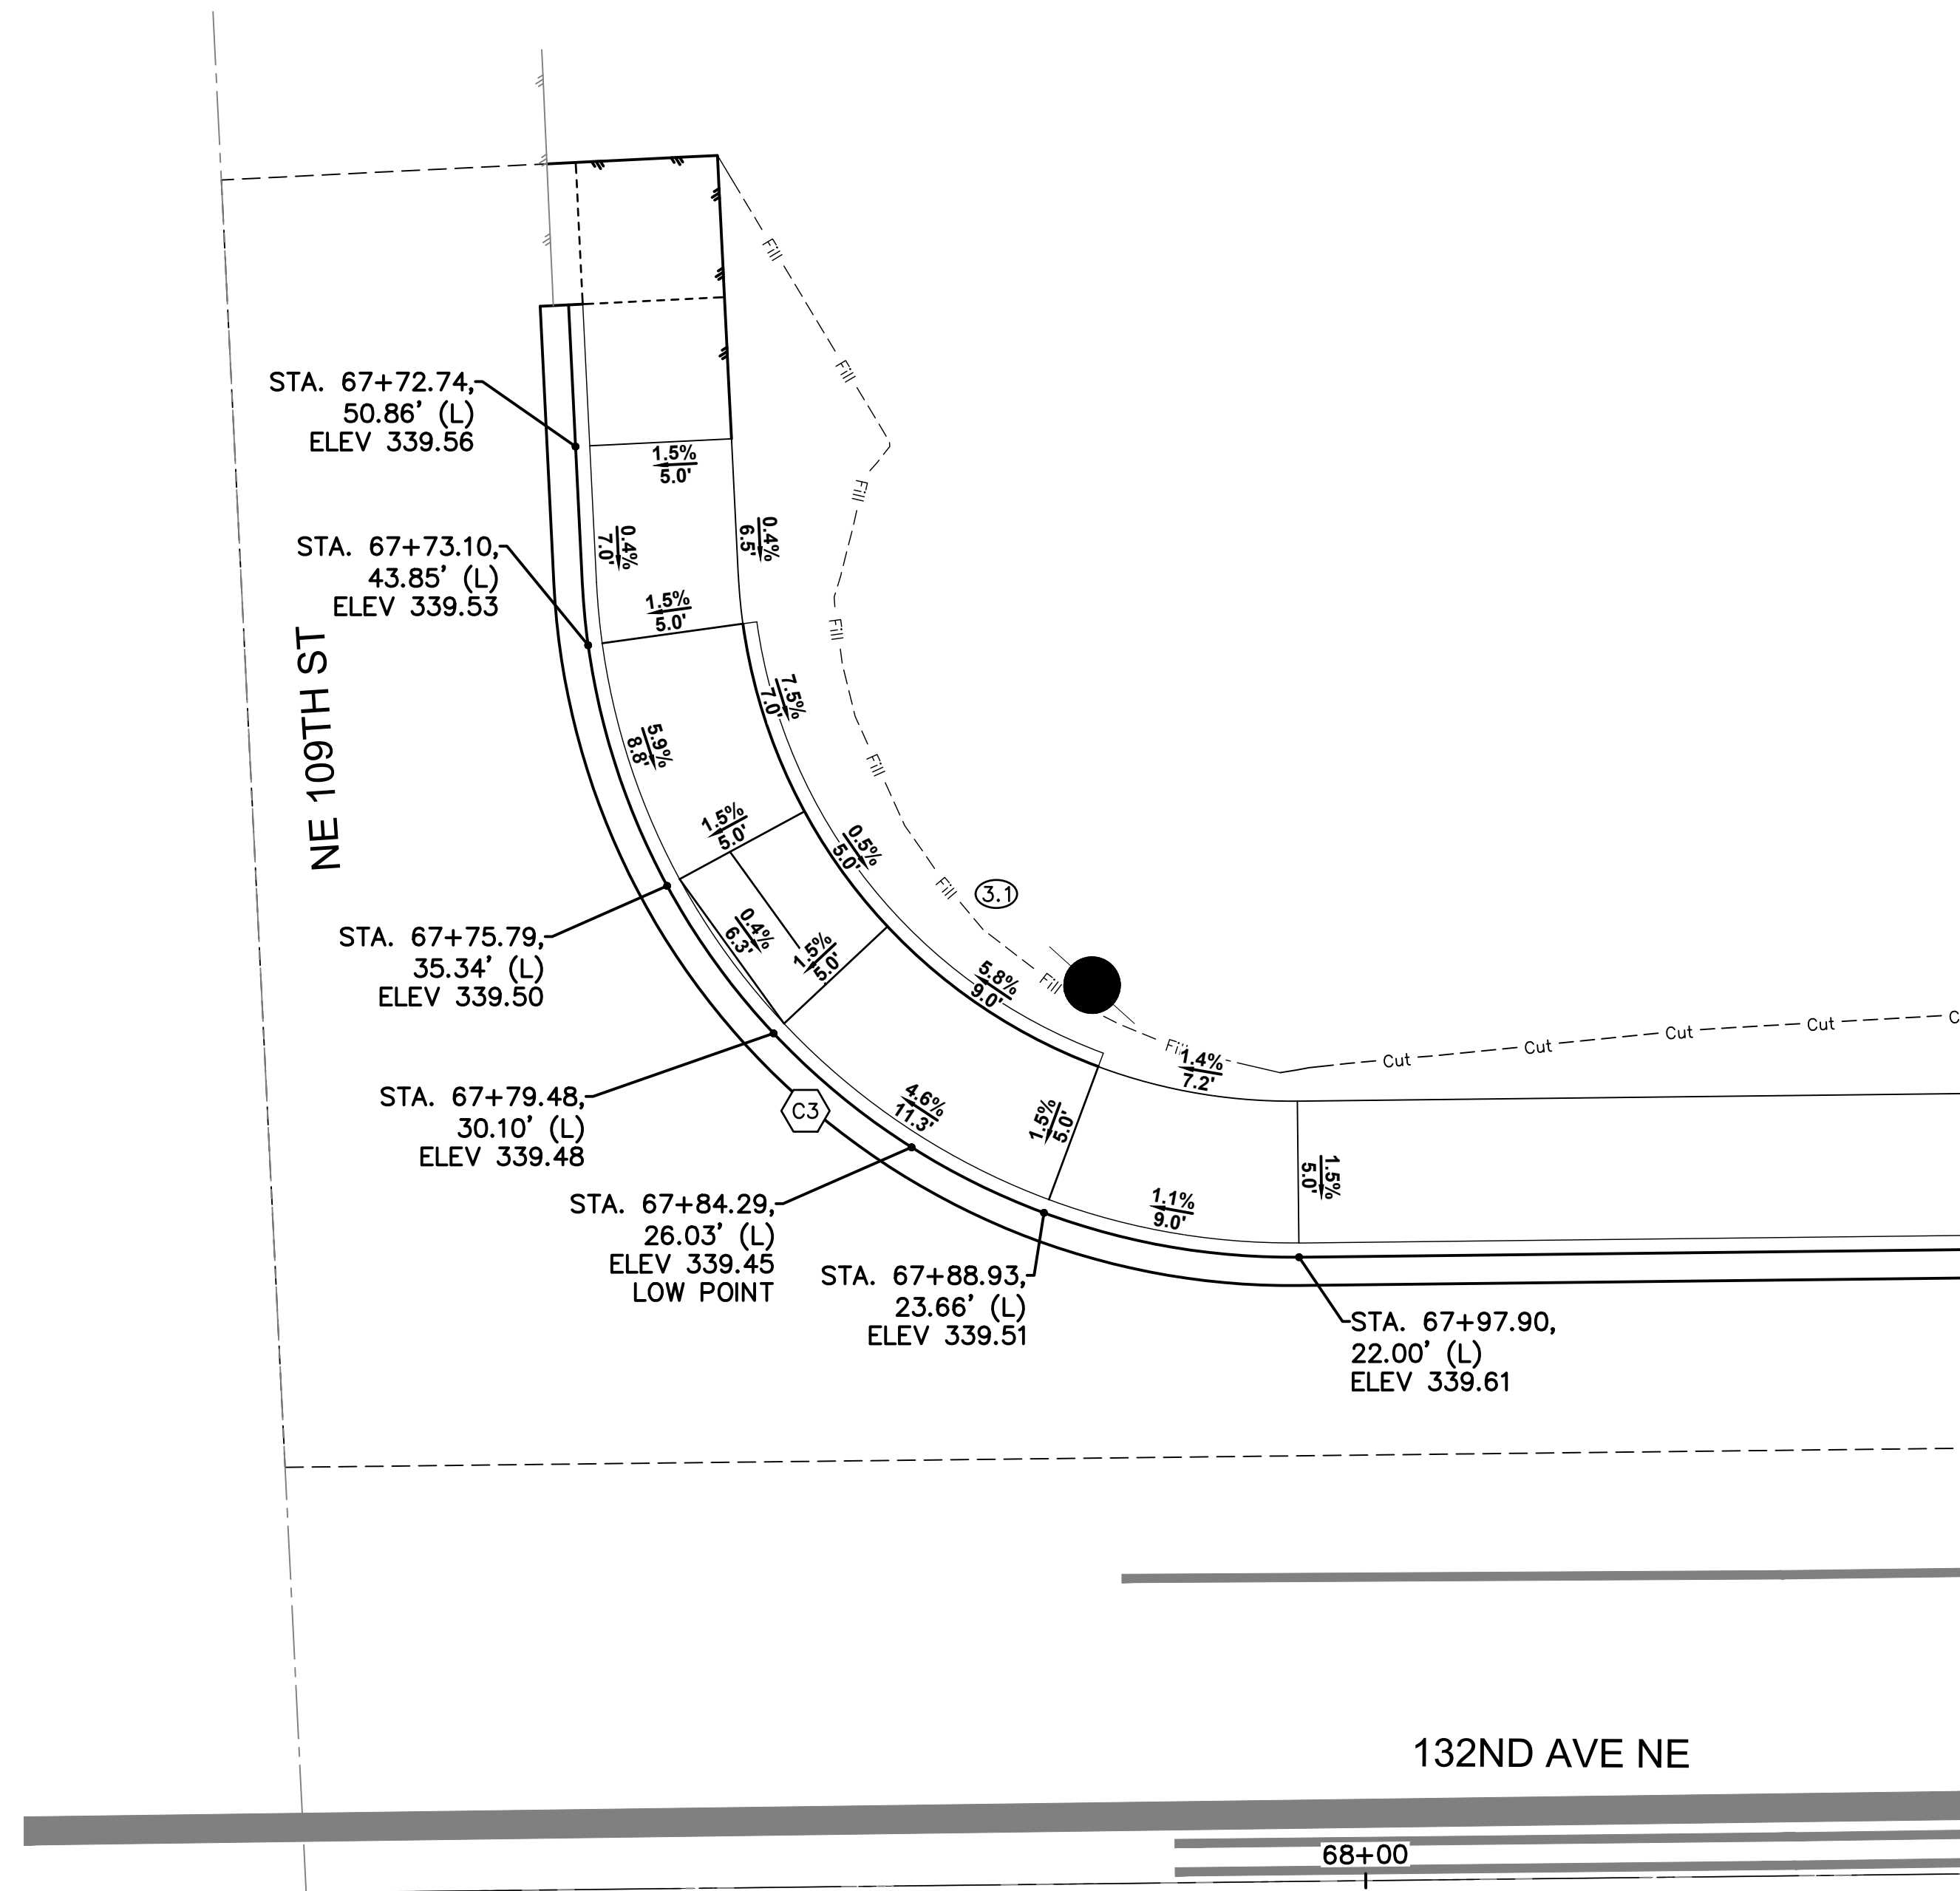 Fill
Fill
STA. 67+72.74,
50.86' (L)
ELEV 339.56
1.5%
5.0'
Fill
0.4%
7.0'
0.4%
6.5'
STA. 67+73.10,
43.85' (L)
ELEV 339.53
1.5%
5.0'
Fill
NE 109TH ST
7.5%
7.0'
5.9%
8.8'
Fill
1.5%
5.0'
0.5%
5.0'
Fill
3.1
STA. 67+75.79,
35.34' (L)
ELEV 339.50
0.4%
6.3'
1.5%
5.0'
5.8%
9.0'
Fill
Fill
Cut
Cut
Cut
Cut
C
1.4%
7.2'
STA. 67+79.48,
30.10' (L)
ELEV 339.48
C3
4.6%
11.3'
1.5%
5.0'
1.5%
5.0'
1.1%
9.0'
STA. 67+84.29,
26.03' (L)
ELEV 339.45
LOW POINT
STA. 67+88.93,
23.66' (L)
ELEV 339.51
STA. 67+97.90,
22.00' (L)
ELEV 339.61
132ND AVE NE
68+00